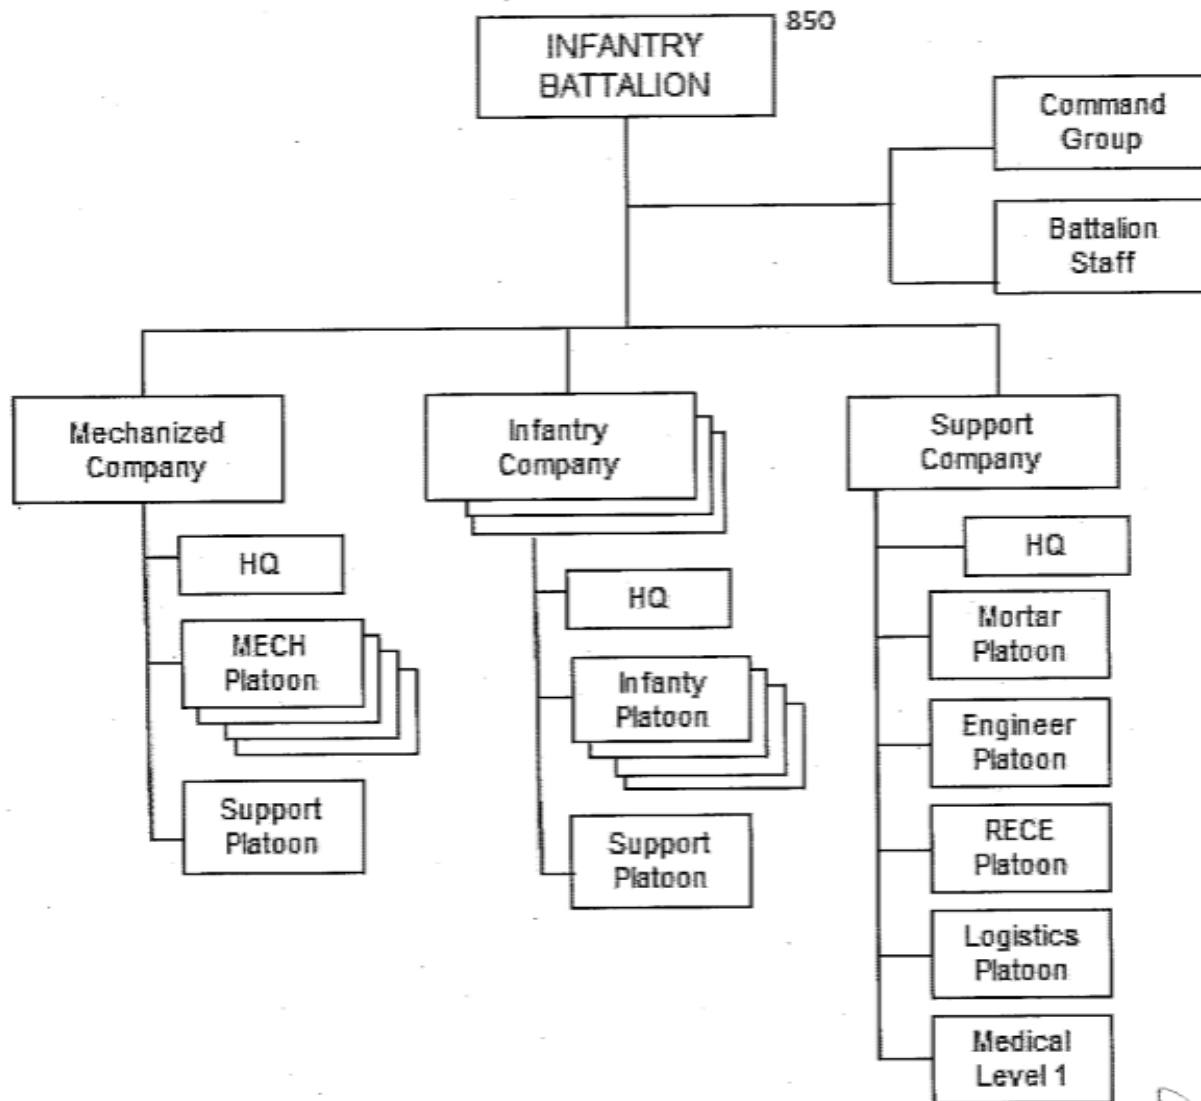 850
INFANTRY
BATTALION
Command
Group
Battalion
Staff
Mechanized
Company
Infantry
Company
Support
Company
HQ
MECH
Platoon
Support
Platoon
HQ
Infanty
Platoon
Support
Platoon
HQ
Mortar
Platoon
Engineer
Platoon
RECE
Platoon
Logistics
Platoon
Medical
Level 1